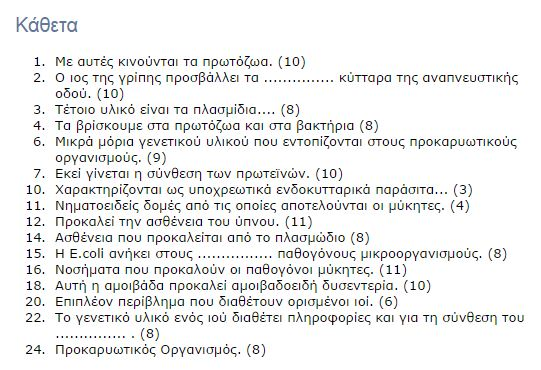 Κάθετα
1. Με αυτές κινούνται τα πρωτόζωα. (10)
2. Ο ιος της γρίπης προσβάλλει τα ............... κύτταρα της αναπνευστικής
οδού. (10)
3. Τέτοιο υλικό είναι τα πλασμίδια.... (8)
4. Τα βρίσκουμε στα πρωτόζωα και στα βακτήρια (8)
6. Μικρά μόρια γενετικού υλικού που εντοπίζονται στους προκαρυωτικούς
οργανισμούς. (9)
7. Εκεί γίνεται η σύνθεση των πρωτεϊνών. (10)
10. Χαρακτηρίζονται ως υποχρεωτικά ενδοκυτταρικά παράσιτα... (3)
11. Νηματοειδείς δομές από τις οποίες αποτελούνται οι μύκητες. (4)
12. Προκαλεί την ασθένεια του ύπνου. (11)
14. Ασθένεια που προκαλείται από το πλασμώδιο (8)
15. Η E.coli ανήκει στους ................ παθογόνους μικροοργανισμούς. (8)
16. Νοσήματα που προκαλούν οι παθογόνοι μύκητες. (11)
18. Αυτή η αμοιβάδα προκαλεί αμοιβαδοειδή δυσεντερία. (10)
20. Επιπλέον περίβλημα που διαθέτουν ορισμένοι ιοί. (6)
22. Το γενετικό υλικό ενός ιού διαθέτει πληροφορίες και για τη σύνθεση του
............... . (8)
24. Προκαρυωτικός Οργανισμός. (8)